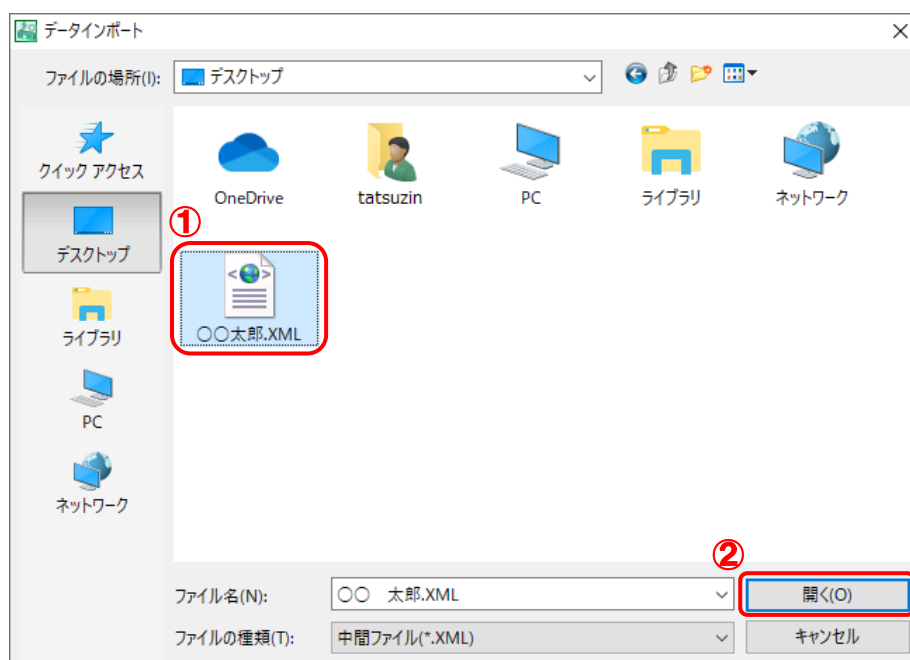 データインポート
ファイルの場所(I): デスクトップ
クイック アクセス
デスクトップ
ライブラリ
PC
ネットワーク
OneDrive tatsuzin PC ライブラリ ネットワーク
①
〇〇太郎.XML
②
ファイル名(N): 〇〇　太郎.XML 開く(O)
ファイルの種類(T): 中間ファイル(*.XML) キャンセル